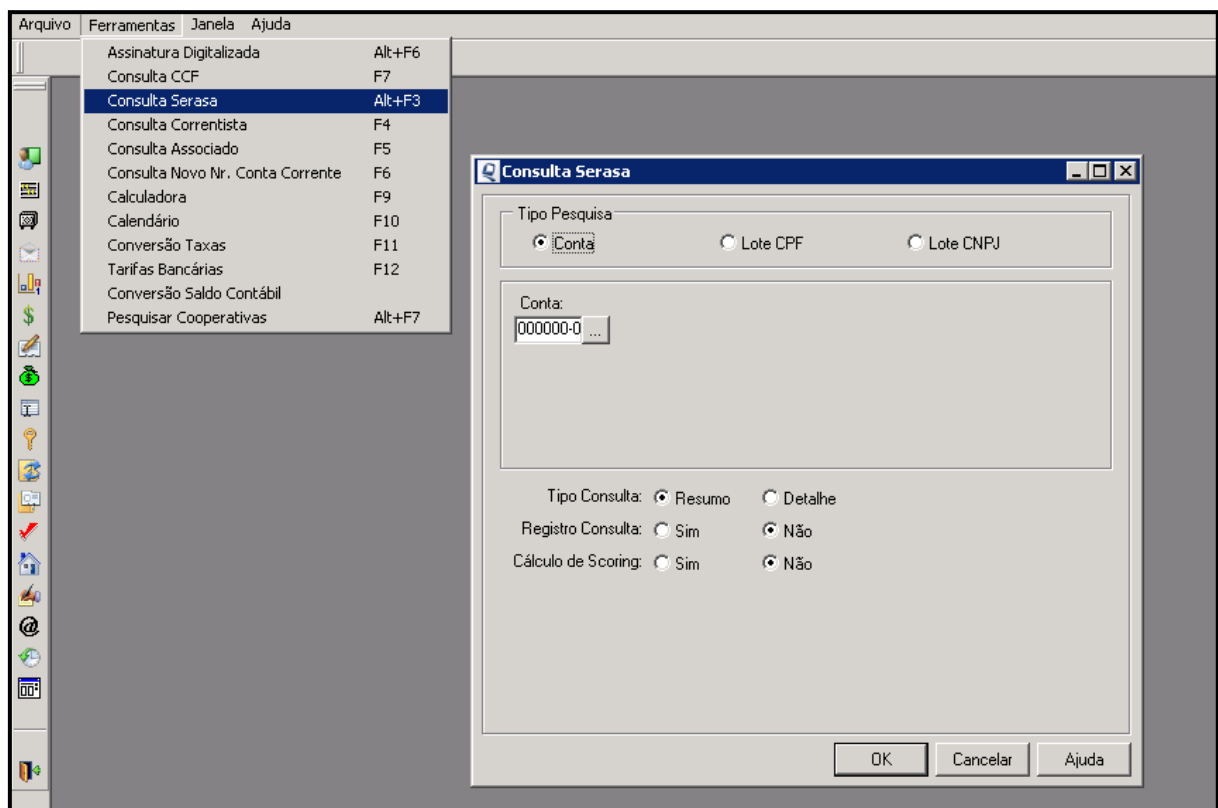 Arquivo Ferramentas Janela Ajuda
Assinatura Digitalizada Alt+F6
Consulta CCF F7
Consulta Serasa Alt+F3
Consulta Correntista F4
Consulta Associado F5
Consulta Novo Nr. Conta Corrente F6
Calculadora F9
Calendário F10
Conversão Taxas F11
Tarifas Bancárias F12
Conversão Saldo Contábil
Pesquisar Cooperativas Alt+F7
Consulta Serasa
Tipo Pesquisa
Conta Lote CPF Lote CNPJ
Conta:
000000-0 ...
Tipo Consulta: Resumo Detalhe
Registro Consulta: Sim Não
Cálculo de Scoring: Sim Não
OK Cancelar Ajuda